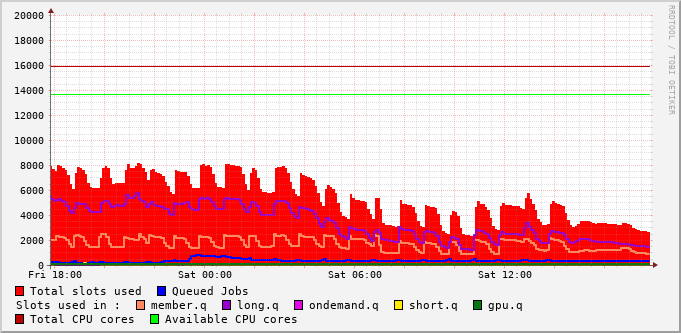 RRDTOOL / TOBI OETIKER
20000
18000
16000
14000
12000
10000
8000
6000
4000
2000
0
Fri 18:00 Sat 00:00 Sat 06:00 Sat 12:00
Total slots used Queued Jobs
Slots used in : member.q long.q ondemand.q short.q gpu.q
Total CPU cores Available CPU cores